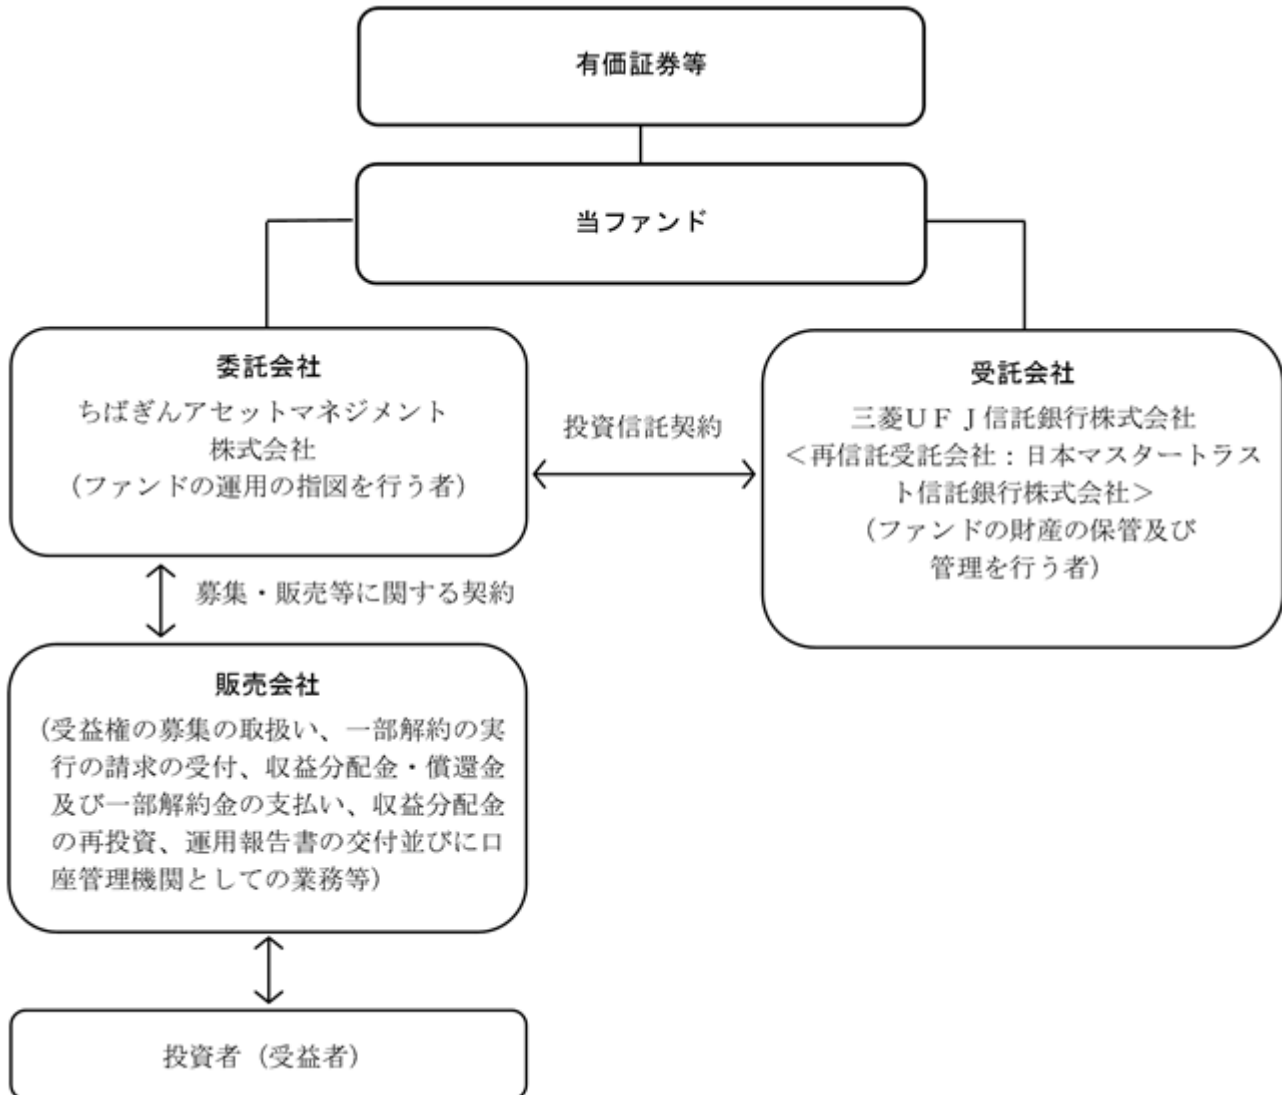 有価証券等
当ファンド
委託会社
ちばぎんアセットマネジメント
株式会社
(ファンドの運用の指図を行う者)
投資信託契約
受託会社
三菱UFJ信託銀行株式会社
<再信託受託会社:日本マスタートラス
ト信託銀行株式会社>
(ファンドの財産の保管及び
管理を行う者)
募集・販売等に関する契約
販売会社
(受益権の募集の取扱い、一部解約の実
行の請求の受付、収益分配金・償還金
及び一部解約金の支払い、収益分配金
の再投資、運用報告書の交付並びに口
座管理機関としての業務等)
投資者(受益者)